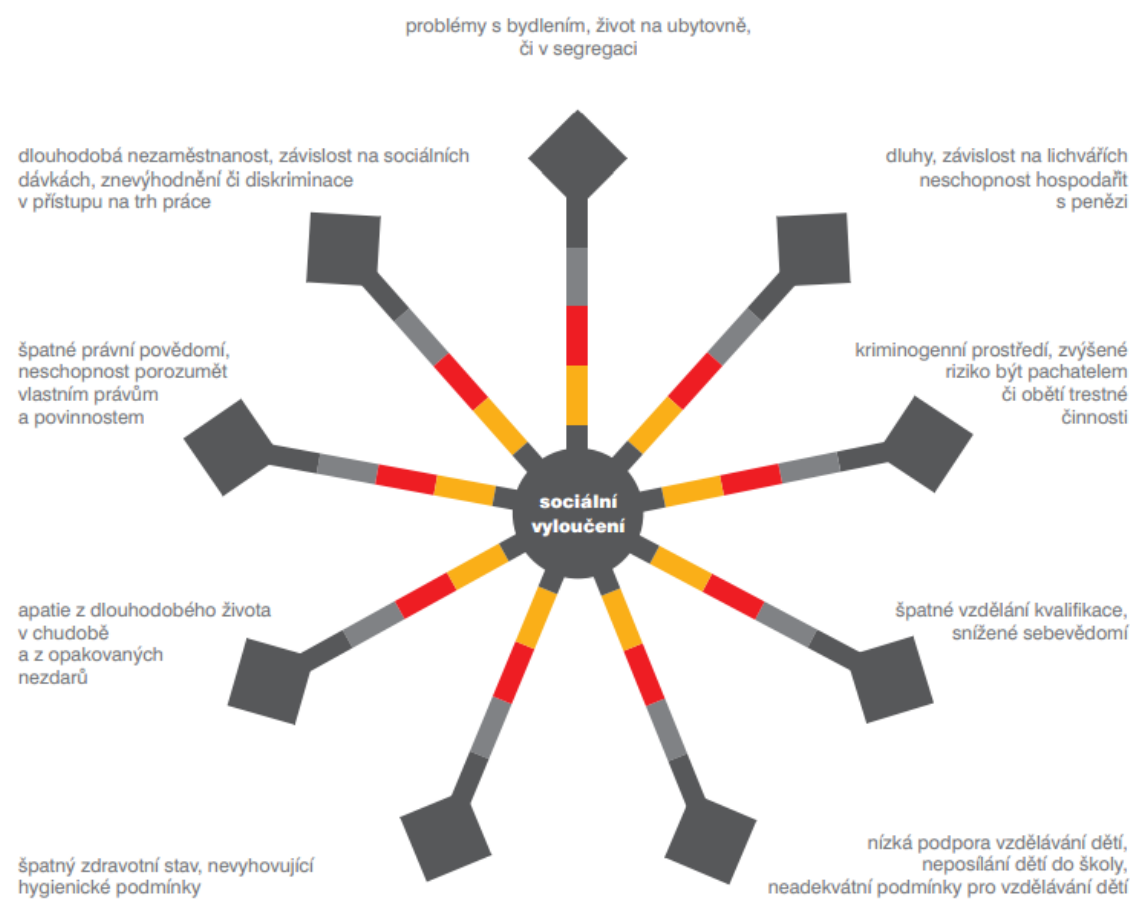 problémy s bydlením, život na ubytovně,
či v segregaci
dlouhodobá nezaměstnanost, závislost na sociálních
dávkách, znevýhodnění či diskriminace
v přístupu na trh práce
dluhy, závislost na lichvářích
neschopnost hospodařit
s penězi
špatné právní povědomí,
neschopnost porozumět
vlastním právům
a povinnostem
kriminogenní prostředí, zvýšené
riziko být pachatelem
či obětí trestné
činnosti
sociální
vyloučení
apatie z dlouhodobého života
v chudobě
a z opakovaných
nezdarů
špatné vzdělání kvalifikace,
snížené sebevědomí
špatný zdravotní stav, nevyhovující
hygienické podmínky
nízká podpora vzdělávání dětí,
neposílání dětí do školy,
neadekvátní podmínky pro vzdělávání dětí